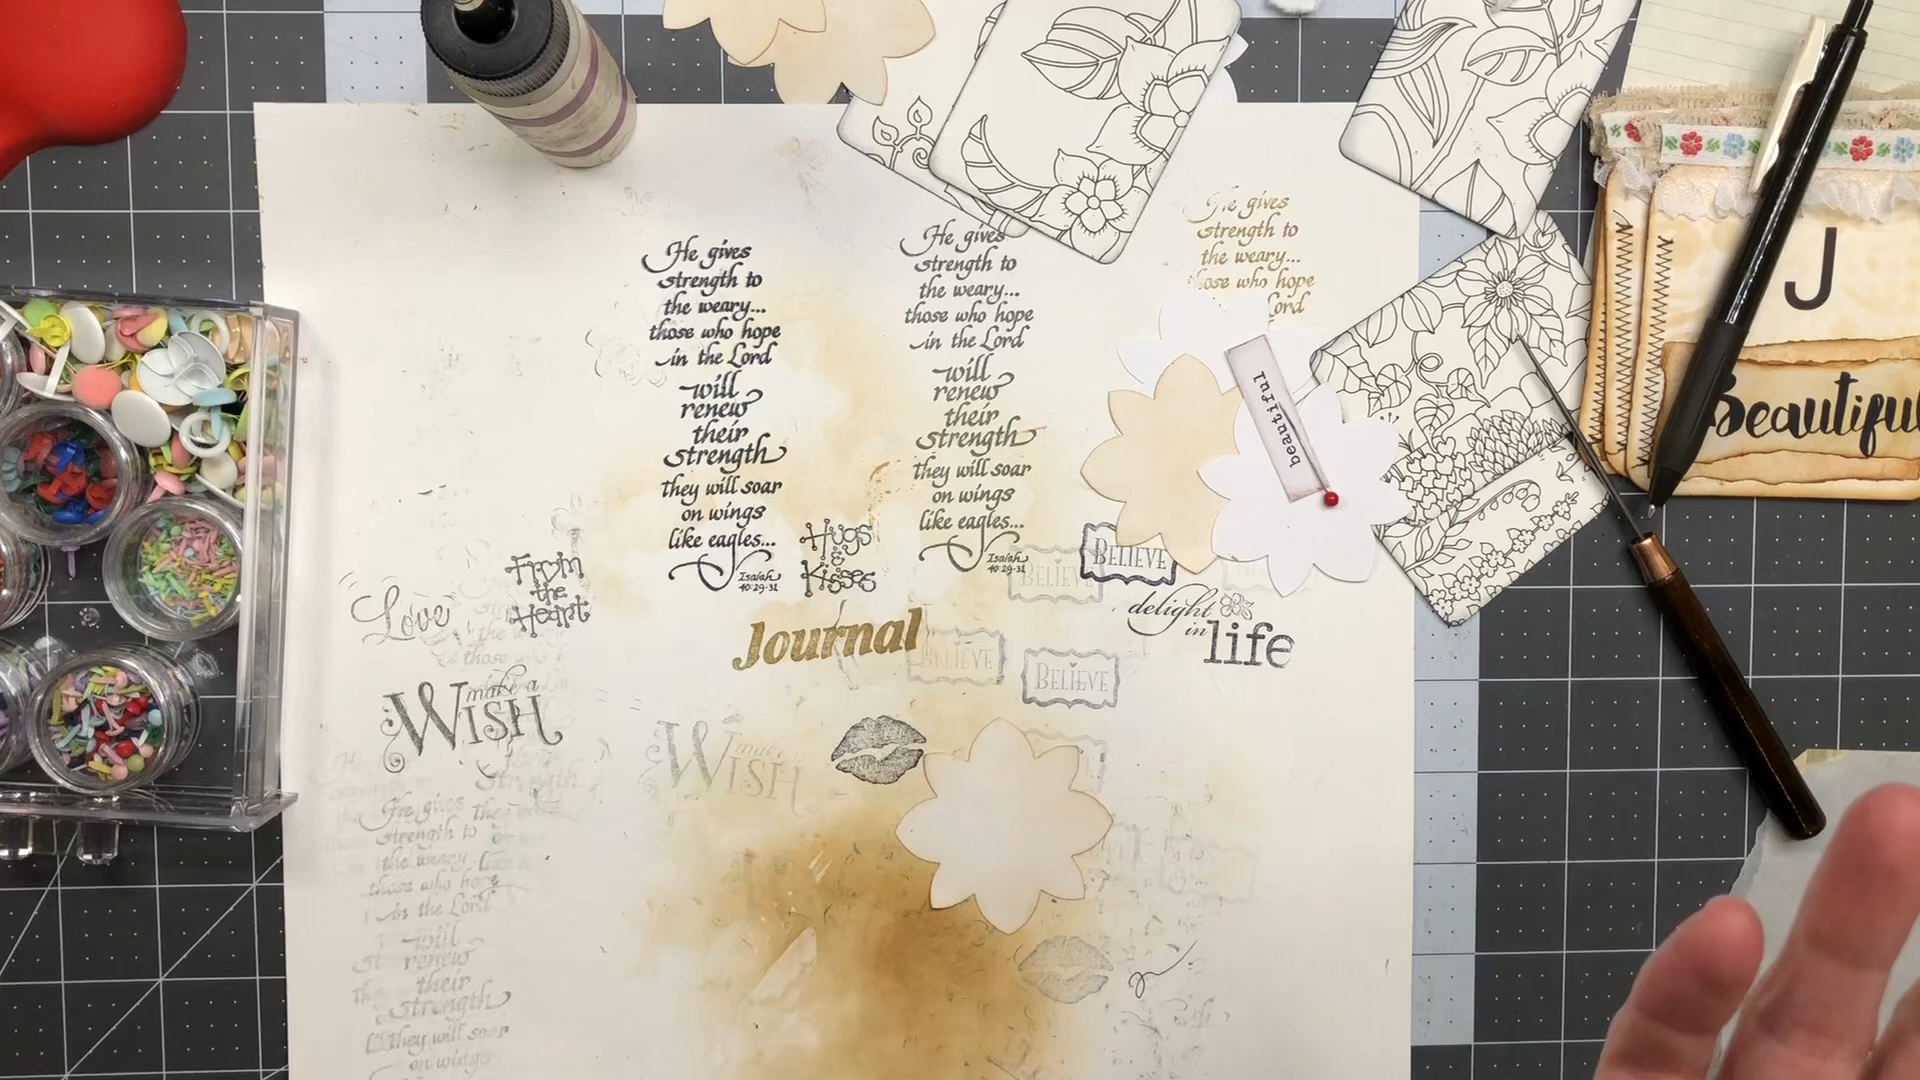 He gives
strength to
the weary...
those who hope
in the Lord
will
renew
their
strength
they will soar
on wings
like eagles...
Isaiah
40:29-31
He gives
strength to
the weary...
those who hope
in the Lord
will
renew
their
strength
they will soar
on wings
like eagles...
Isaiah
40:29-31
He gives
strength to
the weary...
those who hope
Lord
beautiful
J
Beautiful
Hugs
Kisses
BELIEVE
BELIEVE
From
the
Heart
Love
Journal
BELIEVE
BELIEVE
delight
in life
make a
WISH
make
WISH
He gives
strength to
the weary
those who hope
in the Lord
will
renew
their
strength
they will soar
on wings